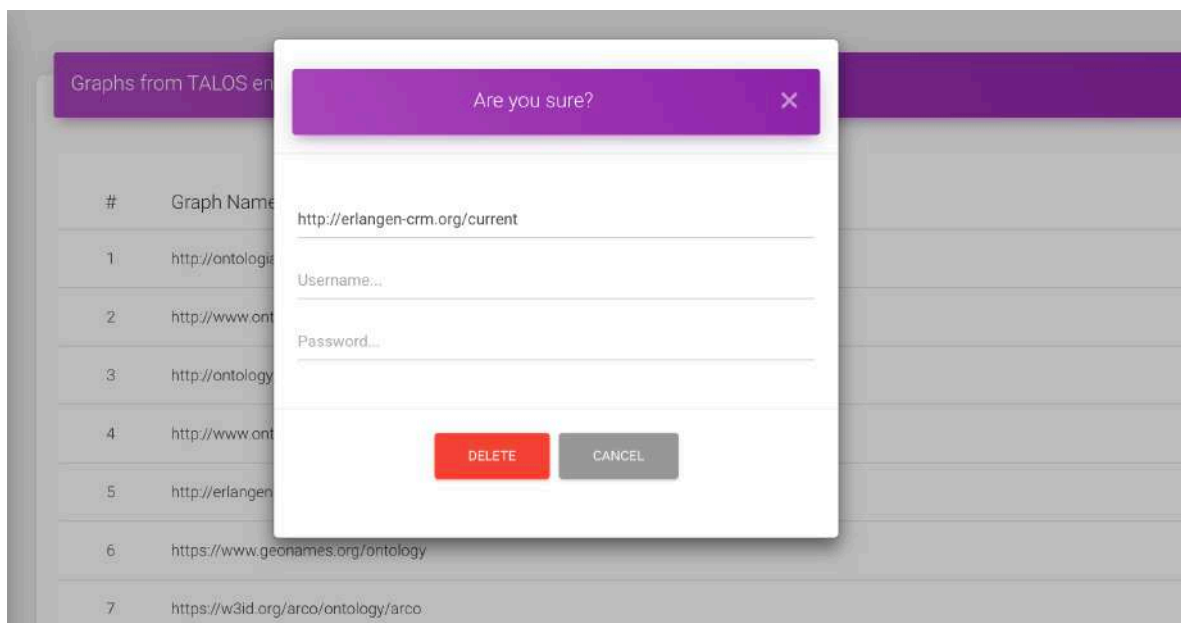 Graphs from TALOS en
Are you sure?
# Graph Name
http://erlangen-crm.org/current
1 http://ontologia
Username...
2 http://www.ont
Password...
3 http://ontology
4 http://www.ont
DELETE CANCEL
5 http://erlangen
6 https://www.geonames.org/ontology
7 https://w3id.org/arco/ontology/arco